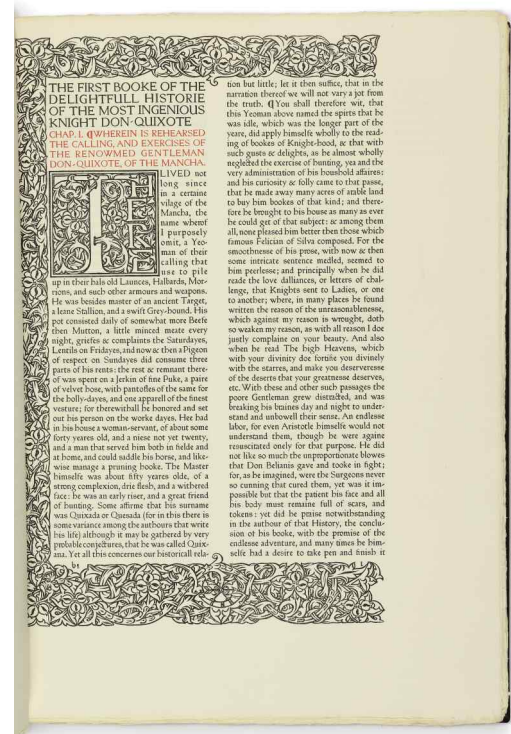 THE FIRST BOOKE OF THE
DELIGHTFULL HISTORIE
OF THE MOST INGENIOUS
KNIGHT DON-QUIXOTE
CHAP. I. ¶WHEREIN IS REHEARSED
THE CALLING, AND EXERCISES OF
THE RENOWMED GENTLEMAN
DON-QUIXOTE, OF THE MANCHA.
THERE LIVED not
long since
in a certaine
vilage of the
Mancha, the
name wherof
I purposely
omit, a Yeo-
man of their
calling that
use to pile
up in their hals old Launces, Halbards, Mor-
rions, and such other armours and weapons.
He was besides master of an ancient Target,
a leane Stallion, and a swift Grey-hound. His
pot consisted daily of somewhat more Beefe
then Mutton, a little minced meate every
night, griefes & complaints the Saturdayes,
Lentils on Fridayes, and now & then a Pigeon
of respect on Sundayes did consume three
parts of his rents: the rest & remnant there-
of was spent on a Jerkin of fine Puke, a paire
of velvet hose, with pantofles of the same for
the holly-dayes, and one apparell of the finest
vesture; for therewithall he honored and set
out his person on the worke dayes. Hee had
in his house a woman-servant, of about some
forty yeares old, and a niese not yet twenty,
and a man that served him both in fielde and
at home, and could saddle his horse, and like-
wise manage a pruning hooke. The Master
himselfe was about fifty yeares olde, of a
strong complexion, drie flesh, and a withered
face: he was an early riser, and a great friend
of hunting. Some affirme that his surname
was Quixada or Quesada (for in this there is
some variance among the authours that write
his life) although it may be gathered by very
probable conjectures, that he was called Quix-
ana. Yet all this concernes our historicall rela-
b1
tion but little; let it then suffice, that in the
narration thereof we will not vary a jot from
the truth. ¶You shall therefore wit, that
this Yeoman above named the spirts that he
was idle, which was the longer part of the
yeare, did apply himselfe wholly to the read-
ing of bookes of Knight-hood, & that with
such gusts & delights, as he almost wholly
neglected the exercise of hunting, yea and the
very administration of his houshold affaires:
and his curiosity & folly came to that passe,
that he made away many acres of arable land
to buy him bookes of that kind; and there-
fore he brought to his house as many as ever
he could get of that subject: & among them
all, none pleased him better then those which
famous Felician of Silva composed. For the
smoothnesse of his prose, with now & then
some intricate sentence medled, seemed to
him peerlesse; and principally when he did
reade the love dalliances, or letters of chal-
lenge, that Knights sent to Ladies, or one
to another; where, in many places he found
written the reason of the unreasonablenesse,
which against my reason is wrought, doth
so weaken my reason, as with all reason I doe
justly complaine on your beauty. And also
when he read The high Heavens, which
with your divinity doe fortifie you divinely
with the starres, and make you deserveresse
of the deserts that your greatnesse deserves,
etc. With these and other such passages the
poore Gentleman grew distracted, and was
breaking his braines day and night to under-
stand and unbowell their sense. An endlesse
labor, for even Aristotle himselfe would not
understand them, though he were againe
resuscitated onely for that purpose. He did
not like so much the unproportionate blowes
that Don Belianis gave and tooke in fight;
for, as he imagined, were the Surgeons never
so cunning that cured them, yet was it im-
possible but that the patient his face and all
his body must remaine full of scars, and
tokens: yet did he praise notwithstanding
in the authour of that History, the conclu-
sion of his booke, with the promise of the
endlesse adventure, and many times he him-
selfe had a desire to take pen and finish it